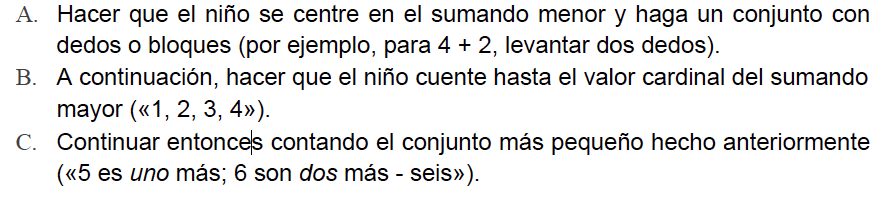 A. Hacer que el niño se centre en el sumando menor y haga un conjunto con
dedos o bloques (por ejemplo, para 4 + 2, levantar dos dedos).
B. A continuación, hacer que el niño cuente hasta el valor cardinal del sumando
mayor («1, 2, 3, 4»).
C. Continuar entonces contando el conjunto más pequeño hecho anteriormente
(«5 es uno más; 6 son dos más - seis»).